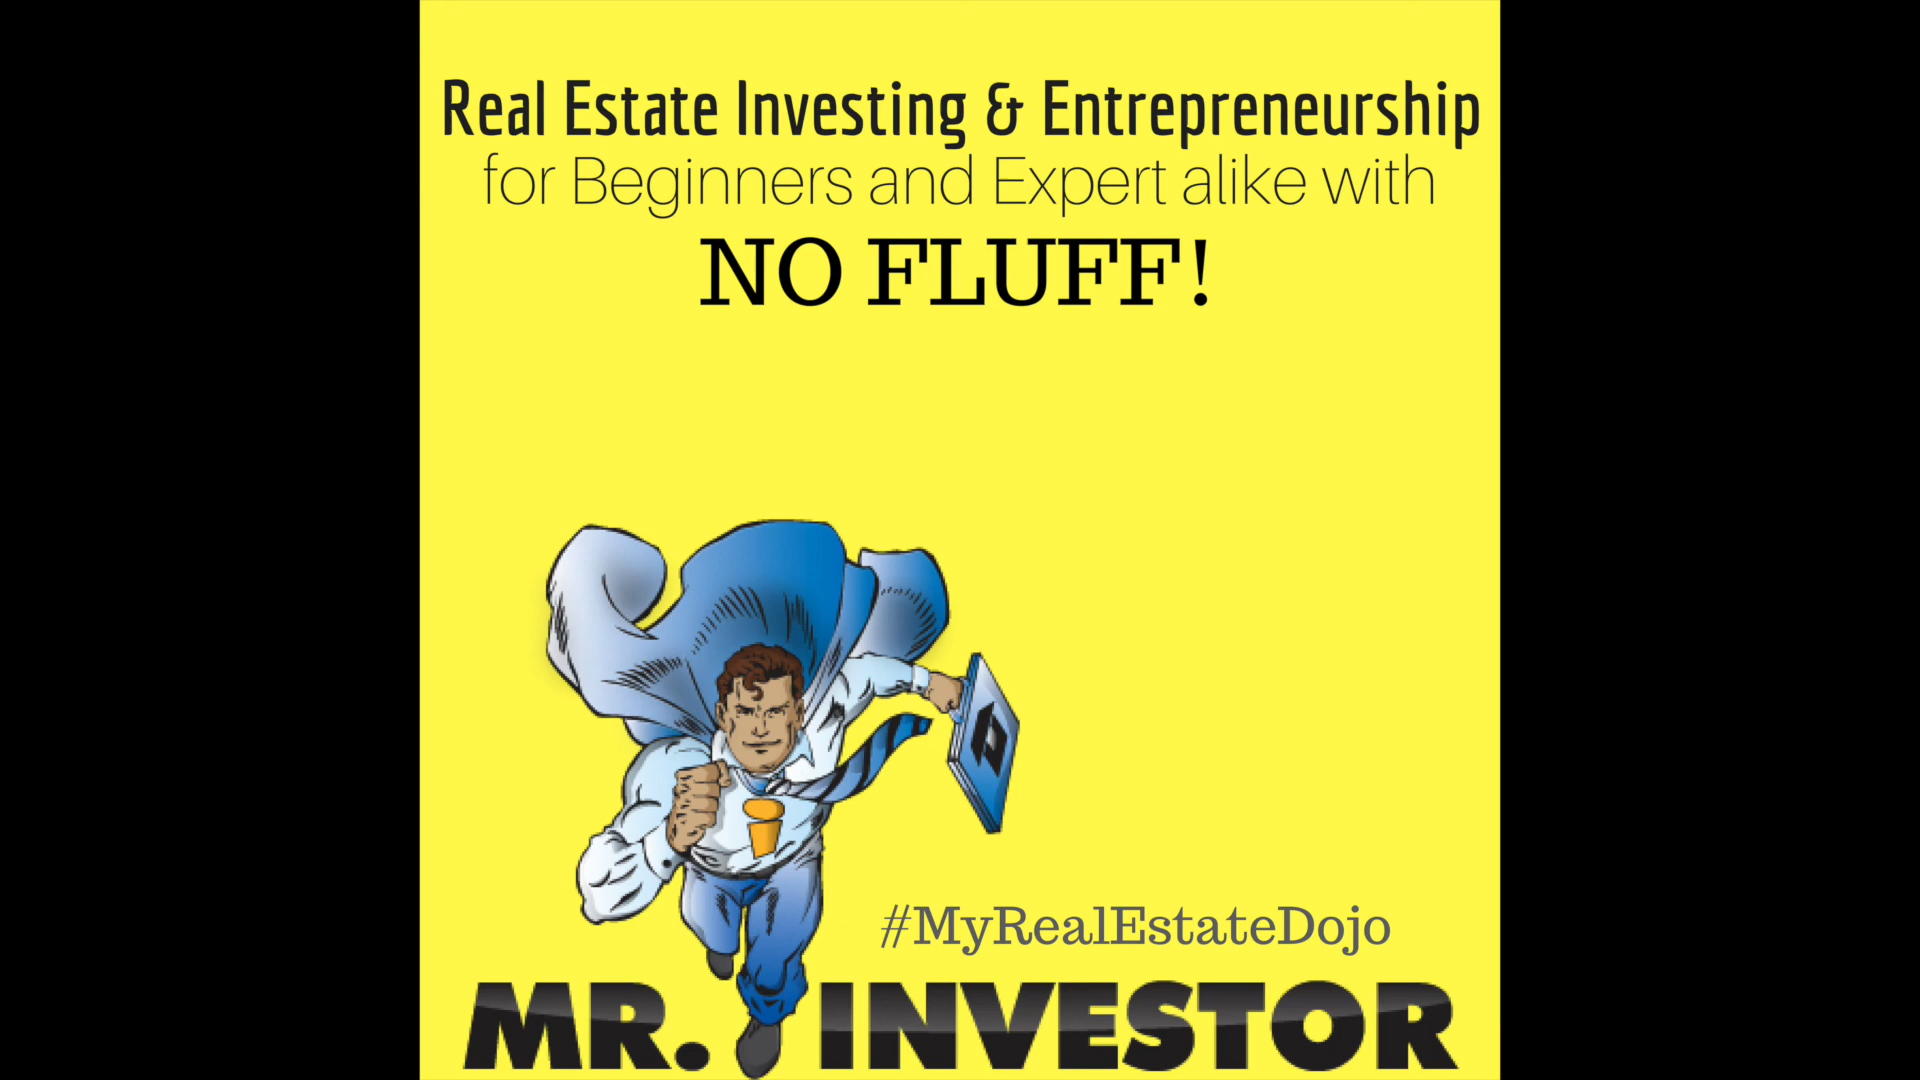 Real Estate Investing & Entrepreneurship
for Beginners and Expert alike with
NO FLUFF!
i
#MyRealEstateDojo
MR. INVESTOR